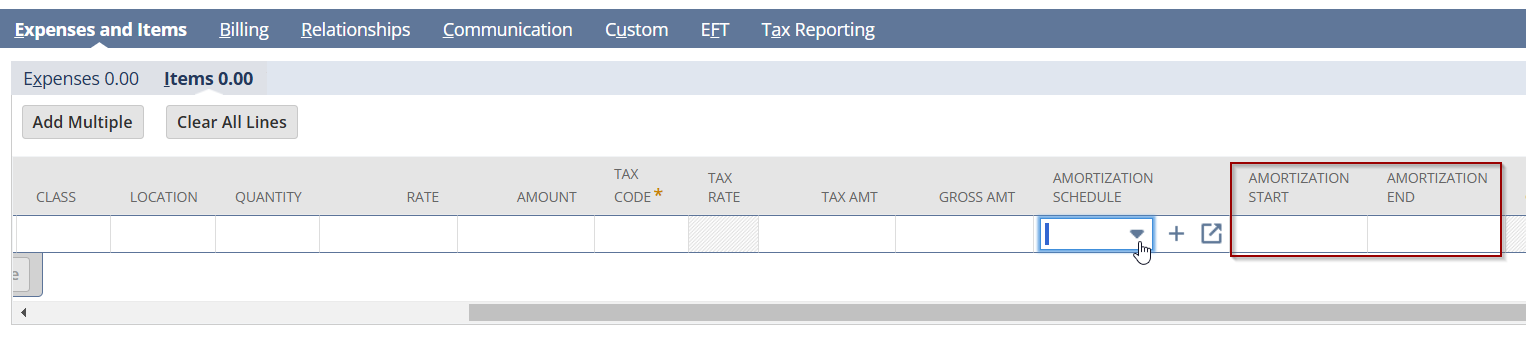 Expenses and Items Billing Relationships Communication Custom EFT Tax Reporting
Expenses 0.00 Items 0.00
Add Multiple Clear All Lines
CLASS LOCATION QUANTITY RATE AMOUNT TAX CODE* TAX RATE TAX AMT GROSS AMT AMORTIZATION SCHEDULE AMORTIZATION START AMORTIZATION END
e